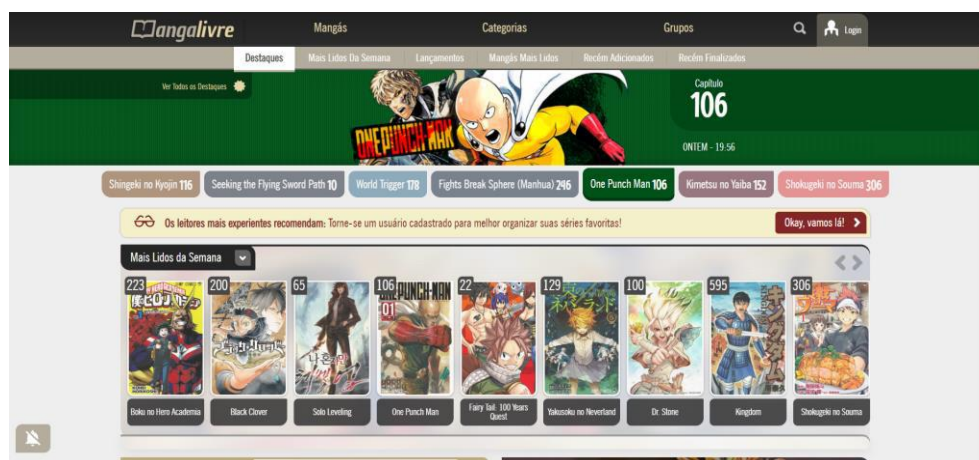 Mangalivre
Mangás Categorias Grupos Login
Destaques Mais Lidos Da Semana Lançamentos Mangás Mais Lidos Recém Adicionados Recém Finalizados
Ver Todos os Destaques
ONE PUNCH-MAN
Capítulo
106
ONTEM - 19:56
Shingeki no Kyojin 116 Seeking the Flying Sword Path 10 World Trigger 178 Fights Break Sphere (Manhua) 246 One Punch Man 106 Kimetsu no Yaiba 152 Shokugeki no Souma 306
Os leitores mais experientes recomendam: Torne-se um usuário cadastrado para melhor organizar suas séries favoritas! Okay, vamos lá!
Mais Lidos da Semana
223 200 65 106 22 129 100 595 306
PUNCH-MAN
01
Boku no Hero Academia Black Clover Solo Leveling One Punch Man Fairy Tail: 100 Years Quest Yakusoku no Neverland Dr. Stone Kingdom Shokugeki no Souma